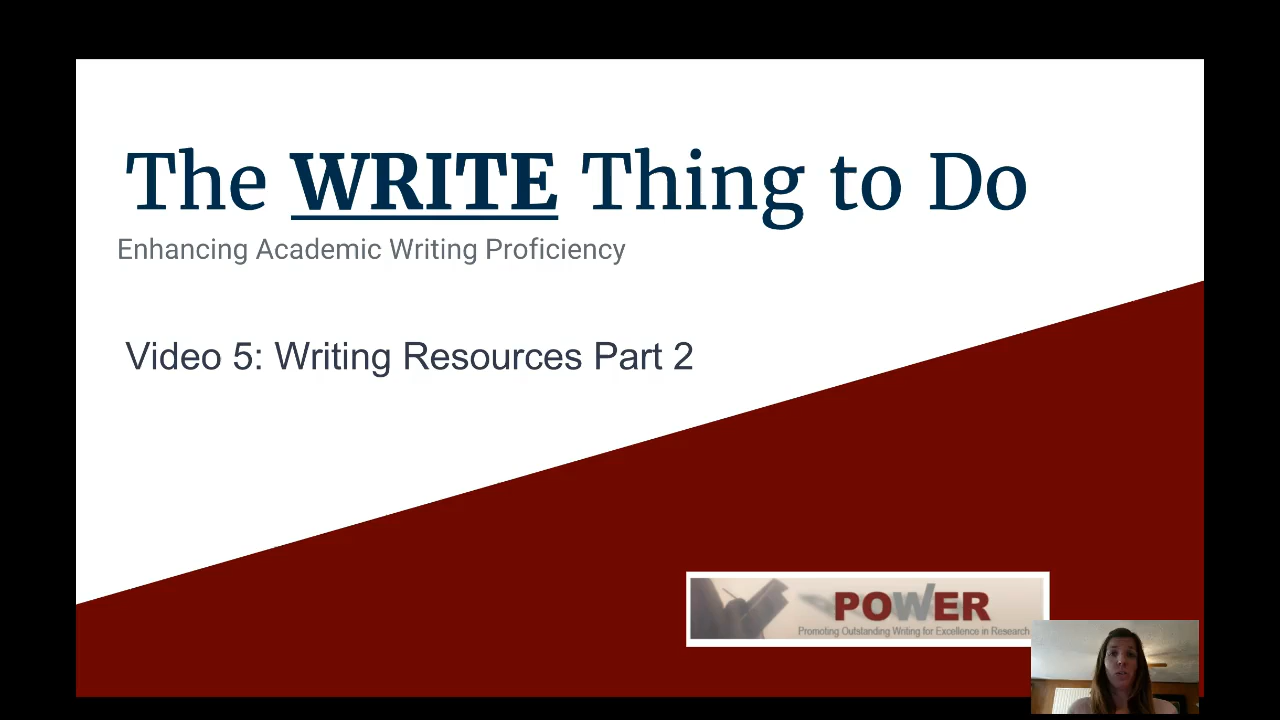 The WRITE Thing to Do
Enhancing Academic Writing Proficiency
Video 5: Writing Resources Part 2
POWER
Promoting Outstanding Writing for Excellence in Research